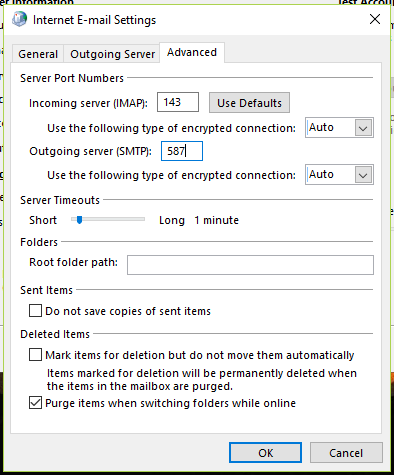 Test Accou
Internet E-mail Settings
General Outgoing Server Advanced
Server Port Numbers
Incoming server (IMAP): 143 Use Defaults
Use the following type of encrypted connection: Auto
Outgoing server (SMTP): 587
Use the following type of encrypted connection: Auto
Server Timeouts
Short Long 1 minute
Folders
Root folder path:
Sent Items
Do not save copies of sent items
Deleted Items
Mark items for deletion but do not move them automatically
Items marked for deletion will be permanently deleted when
the items in the mailbox are purged.
Purge items when switching folders while online
OK Cancel